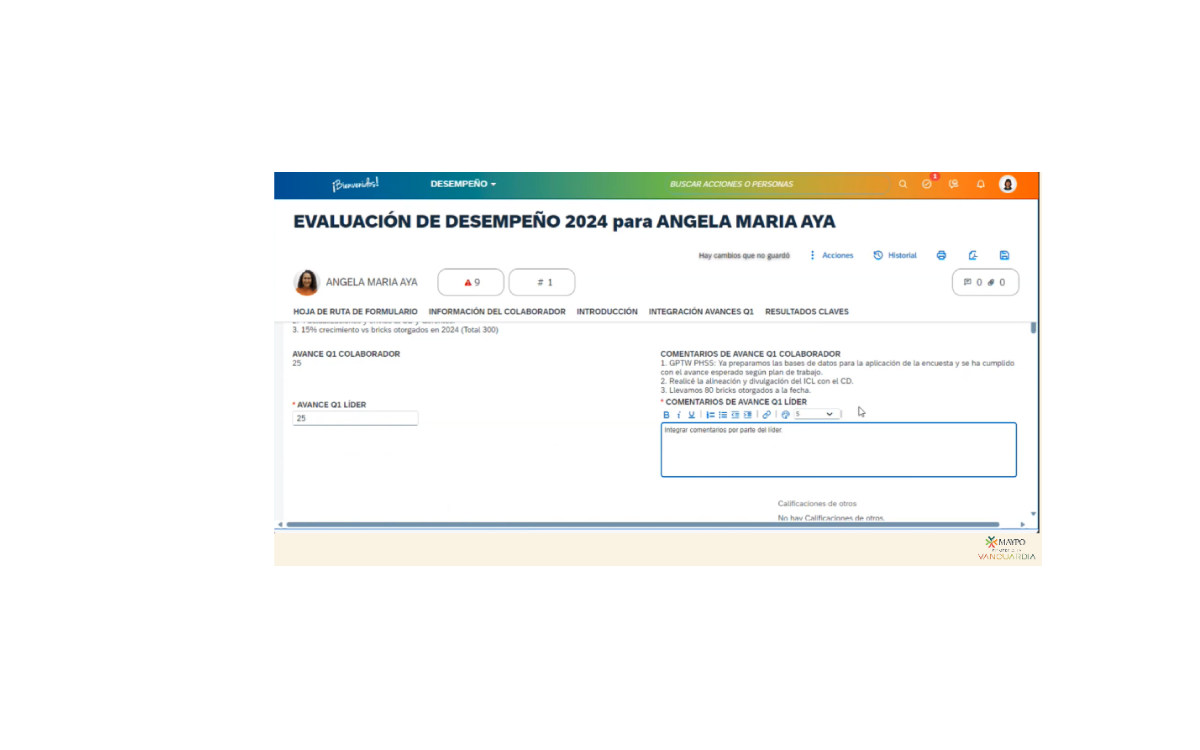 ¡Bienvenidos!
DESEMPEÑO
BUSCAR ACCIONES O PERSONAS
1
EVALUACIÓN DE DESEMPEÑO 2024 para ANGELA MARIA AYA
Hay cambios que no guardó
Acciones
Historial
ANGELA MARIA AYA
9
# 1
0
0
HOJA DE RUTA DE FORMULARIO
INFORMACIÓN DEL COLABORADOR
INTRODUCCIÓN
INTEGRACIÓN AVANCES Q1
RESULTADOS CLAVES
3. 15% crecimiento vs bricks otorgados en 2024 (Total 300)
AVANCE Q1 COLABORADOR
25
COMENTARIOS DE AVANCE Q1 COLABORADOR
1. GPTW PHSS: Ya preparamos las bases de datos para la aplicación de la encuesta y se ha cumplido
con el avance esperado según plan de trabajo.
2. Realicé la alineación y divulgación del ICL con el CD.
3. Llevamos 80 bricks otorgados a la fecha.
* AVANCE Q1 LÍDER
25
* COMENTARIOS DE AVANCE Q1 LÍDER
B i U
5
Integrar comentarios por parte del líder.
Calificaciones de otros
No hay Calificaciones de otros.
MAYPO
VANGUARDIA